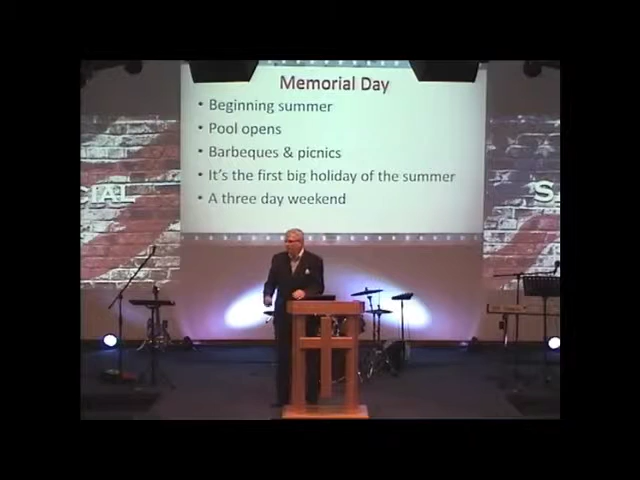 Memorial Day
• Beginning summer
• Pool opens
• Barbeques & picnics
• It's the first big holiday of the summer
• A three day weekend